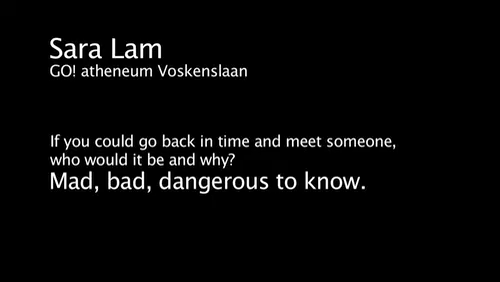 Sara Lam
GO! atheneum Voskenslaan
If you could go back in time and meet someone,
who would it be and why?
Mad, bad, dangerous to know.